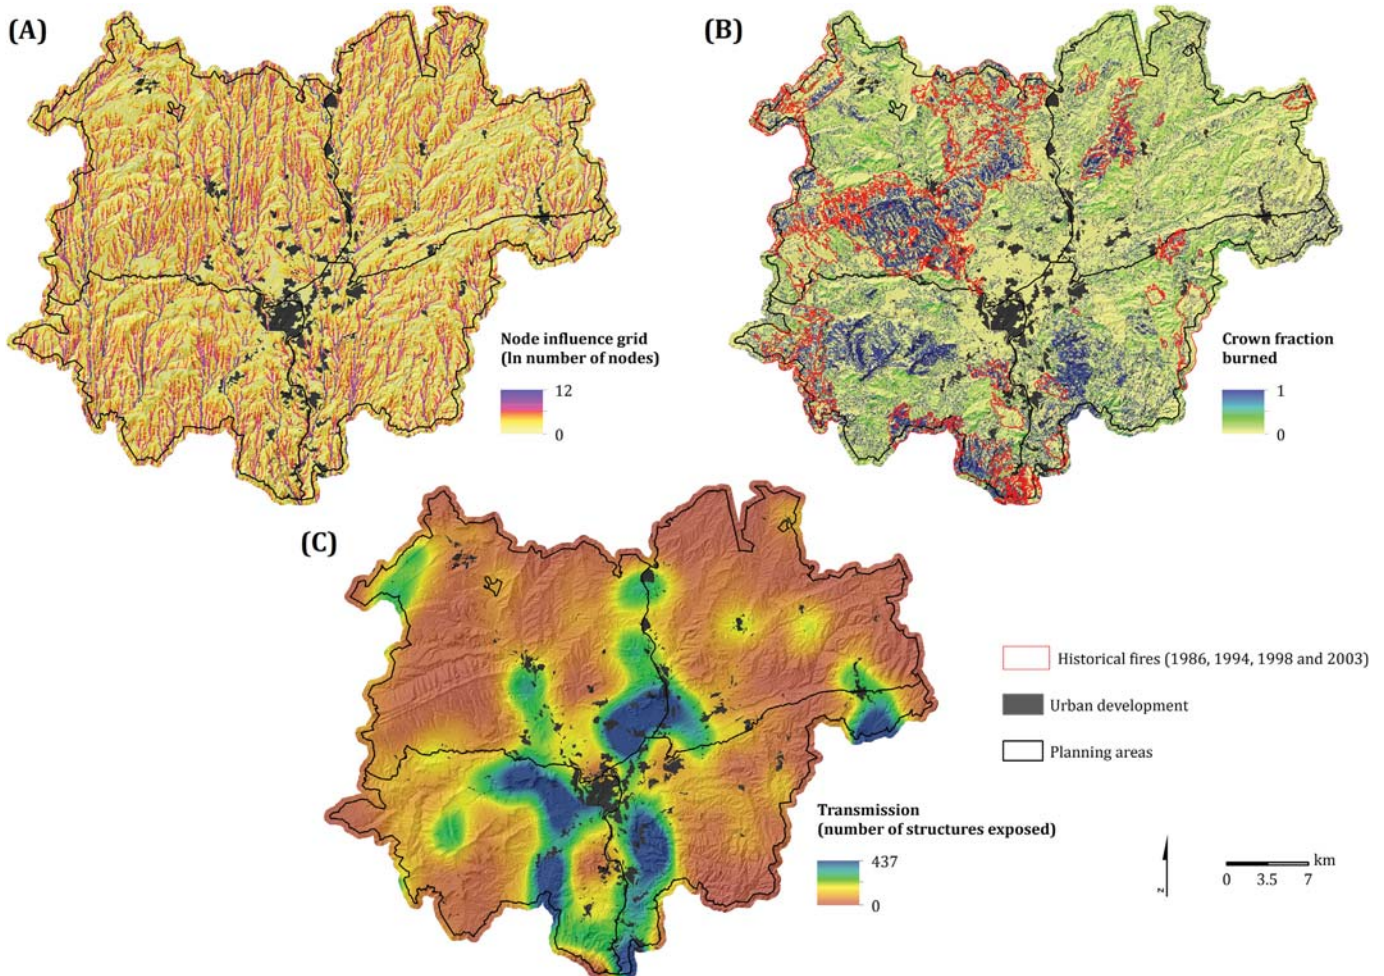 (A)
(B)
Node influence grid
(ln number of nodes)
12
0
Crown fraction
burned
1
0
(C)
Historical fires (1986, 1994, 1998 and 2003)
Urban development
Planning areas
Transmission
(number of structures exposed)
437
0
z
km
0 3.5 7